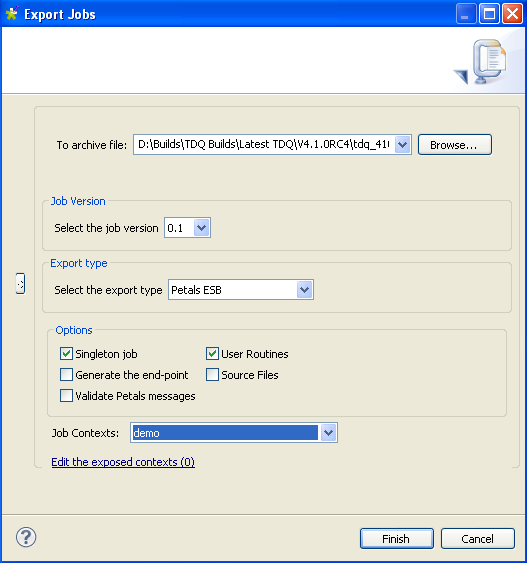 Export Jobs
To archive file: D:\Builds\TDQ Builds\Latest TDQ\V4.1.0RC4\tdq_41( Browse...
Job Version
Select the job version 0.1
Export type
Select the export type Petals ESB
Options
Singleton job User Routines
Generate the end-point Source Files
Validate Petals messages
Job Contexts: demo
Edit the exposed contexts (0)
Finish Cancel